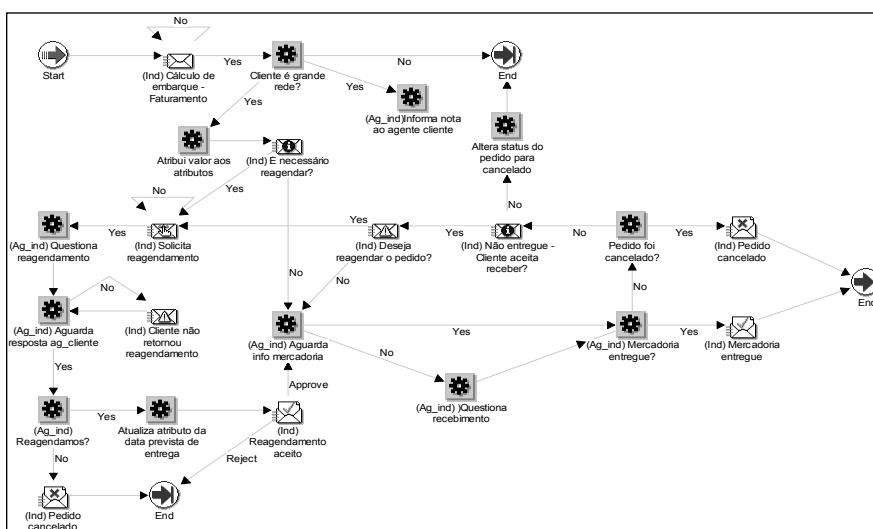 No
Yes
No
Start
(Ind) Cálculo de
embarque -
Faturamento
Cliente é grande
rede?
End
Yes
Yes
(Ag_ind)Informa nota
ao agente cliente
Atribui valor aos
atributos
(Ind) E necessário
reagendar?
Altera status do
pedido para
cancelado
No
Yes
No
Yes
Yes
Yes
No
Yes
(Ag_ind) Questiona
reagendamento
(Ind) Solicita
reagendamento
(Ind) Deseja
reagendar o pedido?
(Ind) Não entregue -
Cliente aceita
receber?
Pedido foi
cancelado?
(Ind) Pedido
cancelado
No
No
No
No
End
(Ag_ind) Aguarda
resposta ag_cliente
(Ind) Cliente não
retornou
reagendamento
(Ag_ind) Aguarda
info mercadoria
Yes
(Ag_ind) Mercadoria
entregue?
Yes
(Ind) Mercadoria
entregue
Yes
No
Approve
(Ag_ind) )Questiona
recebimento
(Ag_ind)
Reagendamos?
Yes
Atualiza atributo da
data prevista de
entrega
(Ind)
Reagendamento
aceito
No
Reject
(Ind) Pedido
cancelado
End